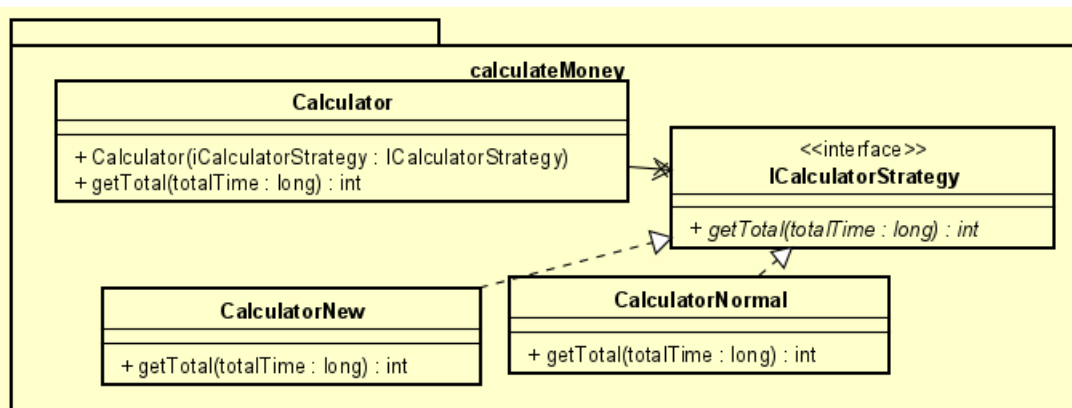 calculateMoney
Calculator
+ Calculator(iCalculatorStrategy : ICalculatorStrategy)
+ getTotal(totalTime : long) : int
<<interface>>
ICalculatorStrategy
+ getTotal(totalTime : long) : int
CalculatorNew
+ getTotal(totalTime : long) : int
CalculatorNormal
+ getTotal(totalTime : long) : int